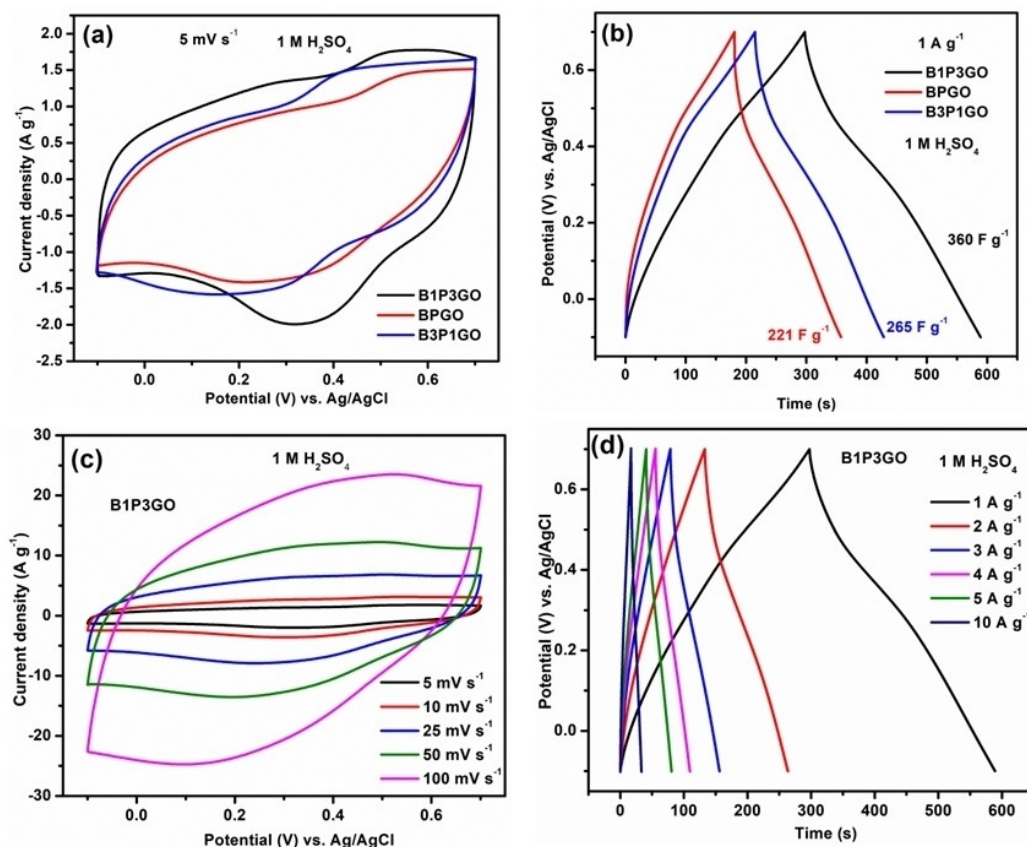 (a)
5 mV s⁻¹ 1 M H₂SO₄
2.0
1.5
1.0
0.5
0.0
-0.5
-1.0
-1.5
-2.0
-2.5
Current density (A g⁻¹)
B1P3GO
BPGO
B3P1GO
0.0 0.2 0.4 0.6
Potential (V) vs. Ag/AgCl
(b)
1 A g⁻¹
B1P3GO
BPGO
B3P1GO
1 M H₂SO₄
0.6
0.4
0.2
0.0
Potential (V) vs. Ag/AgCl
360 F g⁻¹
221 F g⁻¹
265 F g⁻¹
0 100 200 300 400 500 600
Time (s)
(c)
1 M H₂SO₄
B1P3GO
30
20
10
0
-10
-20
-30
Current density (A g⁻¹)
5 mV s⁻¹
10 mV s⁻¹
25 mV s⁻¹
50 mV s⁻¹
100 mV s⁻¹
0.0 0.2 0.4 0.6
Potential (V) vs. Ag/AgCl
(d)
B1P3GO 1 M H₂SO₄
1 A g⁻¹
2 A g⁻¹
3 A g⁻¹
4 A g⁻¹
5 A g⁻¹
10 A g⁻¹
0.6
0.4
0.2
0.0
Potential (V) vs. Ag/AgCl
0 100 200 300 400 500 600
Time (s)